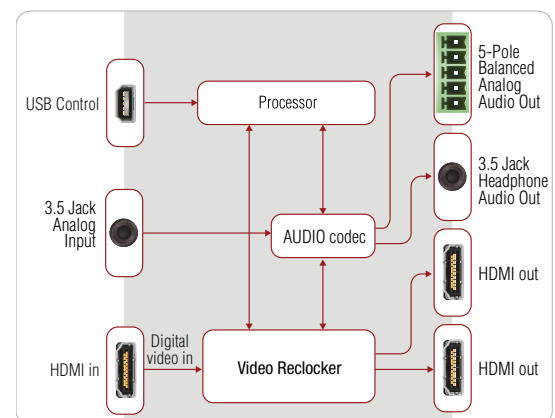 USB Control
Processor
5-Pole
Balanced
Analog
Audio Out
3.5 Jack
Analog
Input
AUDIO codec
3.5 Jack
Headphone
Audio Out
HDMI out
HDMI in
Digital
video in
Video Reclocker
HDMI out